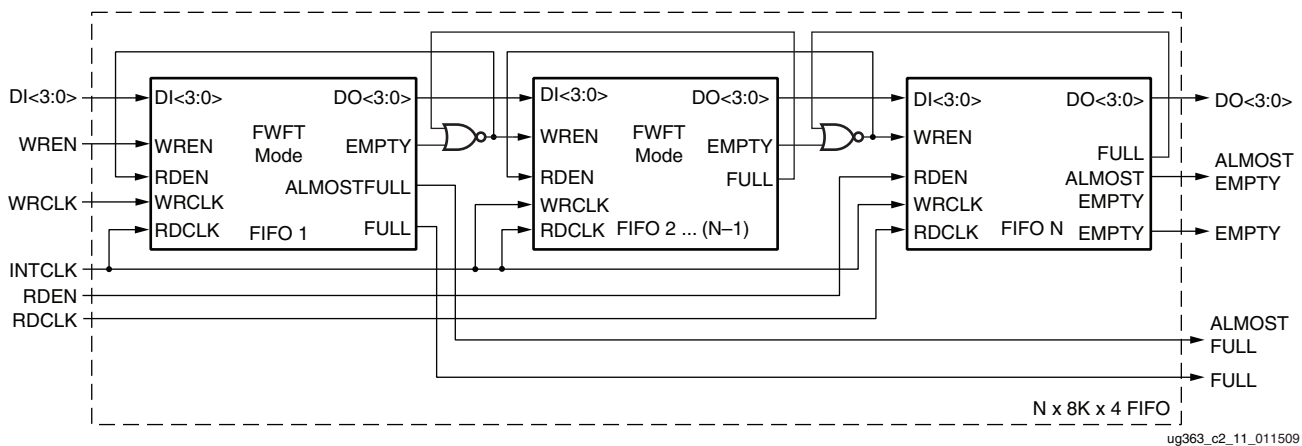 DI<3:0>
WREN
WRCLK
INTCLK
RDEN
RDCLK
DI<3:0>
DO<3:0>
FWFT
Mode
WREN
EMPTY
RDEN
ALMOSTFULL
WRCLK
FULL
RDCLK
FIFO 1
DI<3:0>
DO<3:0>
FWFT
Mode
WREN
EMPTY
RDEN
FULL
WRCLK
RDCLK
FIFO 2 ... (N–1)
DI<3:0>
DO<3:0>
WREN
FULL
RDEN
ALMOST
EMPTY
WRCLK
RDCLK
FIFO N
EMPTY
DO<3:0>
ALMOST
EMPTY
EMPTY
ALMOST
FULL
FULL
N x 8K x 4 FIFO
ug363_c2_11_011509